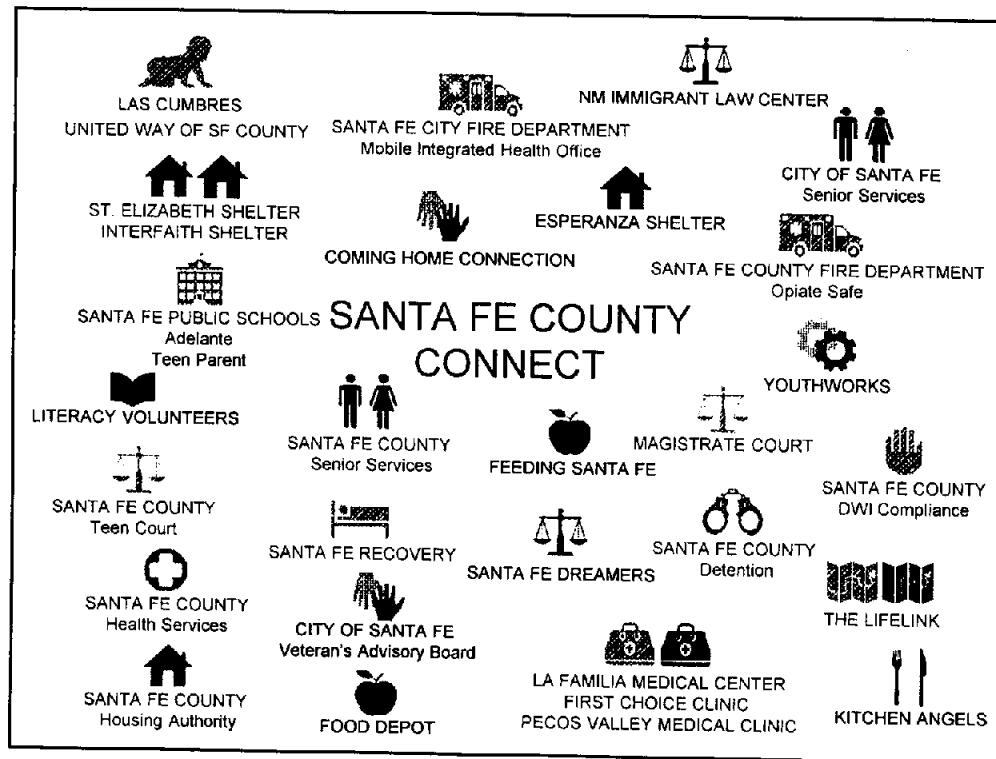 LAS CUMBRES
UNITED WAY OF SF COUNTY
SANTA FE CITY FIRE DEPARTMENT
Mobile Integrated Health Office
NM IMMIGRANT LAW CENTER
CITY OF SANTA FE
Senior Services
ST. ELIZABETH SHELTER
INTERFAITH SHELTER
COMING HOME CONNECTION
ESPERANZA SHELTER
SANTA FE COUNTY FIRE DEPARTMENT
Opiate Safe
SANTA FE PUBLIC SCHOOLS
Adelante
Teen Parent
SANTA FE COUNTY
CONNECT
YOUTHWORKS
LITERACY VOLUNTEERS
SANTA FE COUNTY
Senior Services
FEEDING SANTA FE
MAGISTRATE COURT
SANTA FE COUNTY
DWI Compliance
SANTA FE COUNTY
Teen Court
SANTA FE RECOVERY
SANTA FE DREAMERS
SANTA FE COUNTY
Detention
SANTA FE COUNTY
Health Services
CITY OF SANTA FE
Veteran's Advisory Board
THE LIFELINK
SANTA FE COUNTY
Housing Authority
FOOD DEPOT
LA FAMILIA MEDICAL CENTER
FIRST CHOICE CLINIC
PECOS VALLEY MEDICAL CLINIC
KITCHEN ANGELS